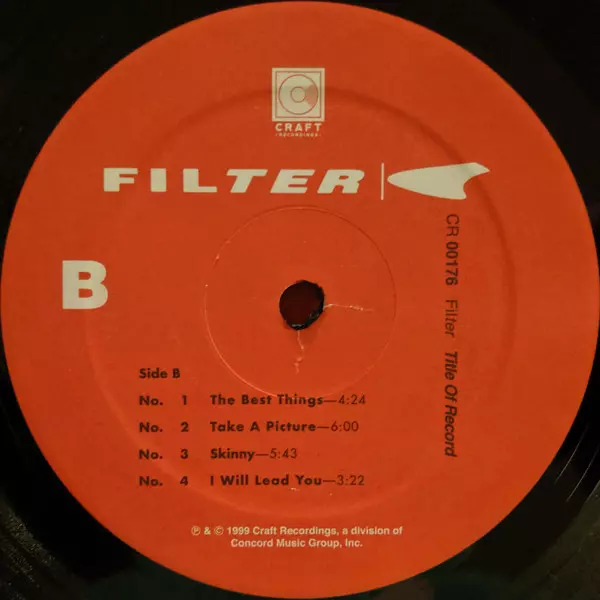 CRAFT
RECORDINGS
FILTER
CR 00176 Filter Title Of Record
B
Side B
No. 1 The Best Things—4:24
No. 2 Take A Picture—6:00
No. 3 Skinny—5:43
No. 4 I Will Lead You—3:22
℗ & © 1999 Craft Recordings, a division of
Concord Music Group, Inc.